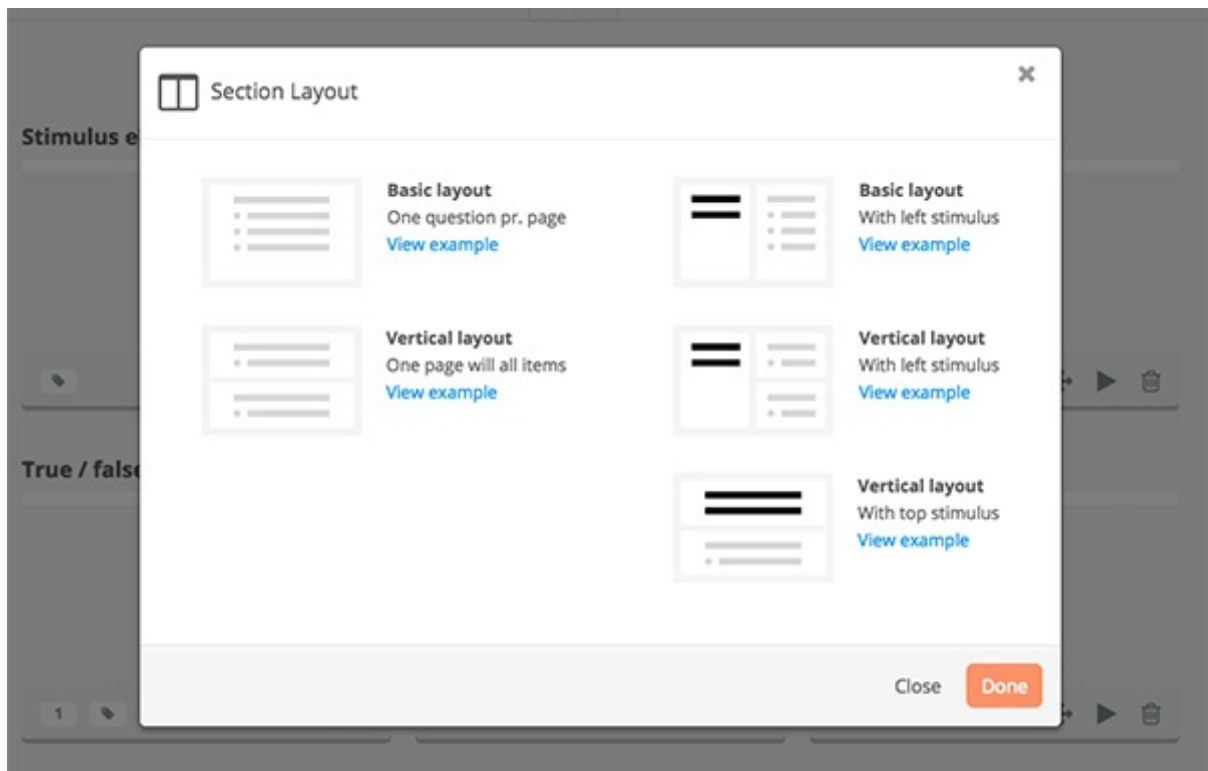 Section Layout
Stimulus e
Basic layout
One question pr. page
View example
Basic layout
With left stimulus
View example
Vertical layout
One page will all items
View example
Vertical layout
With left stimulus
View example
True / false
Vertical layout
With top stimulus
View example
Close
Done
1